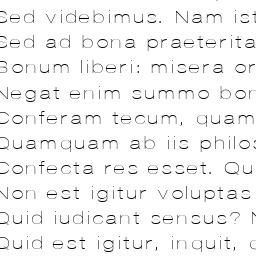 Sed videbimus. Nam ist
Sed ad bona praeterita
Bonum liberi: misera or
Negat enim summo bon
Conferam tecum, quam
Quamquam ab iis philos
Confecta res esset. Qu
Non est igitur voluptas
Quid iudicant sensus? N
Quid est igitur, inquit,